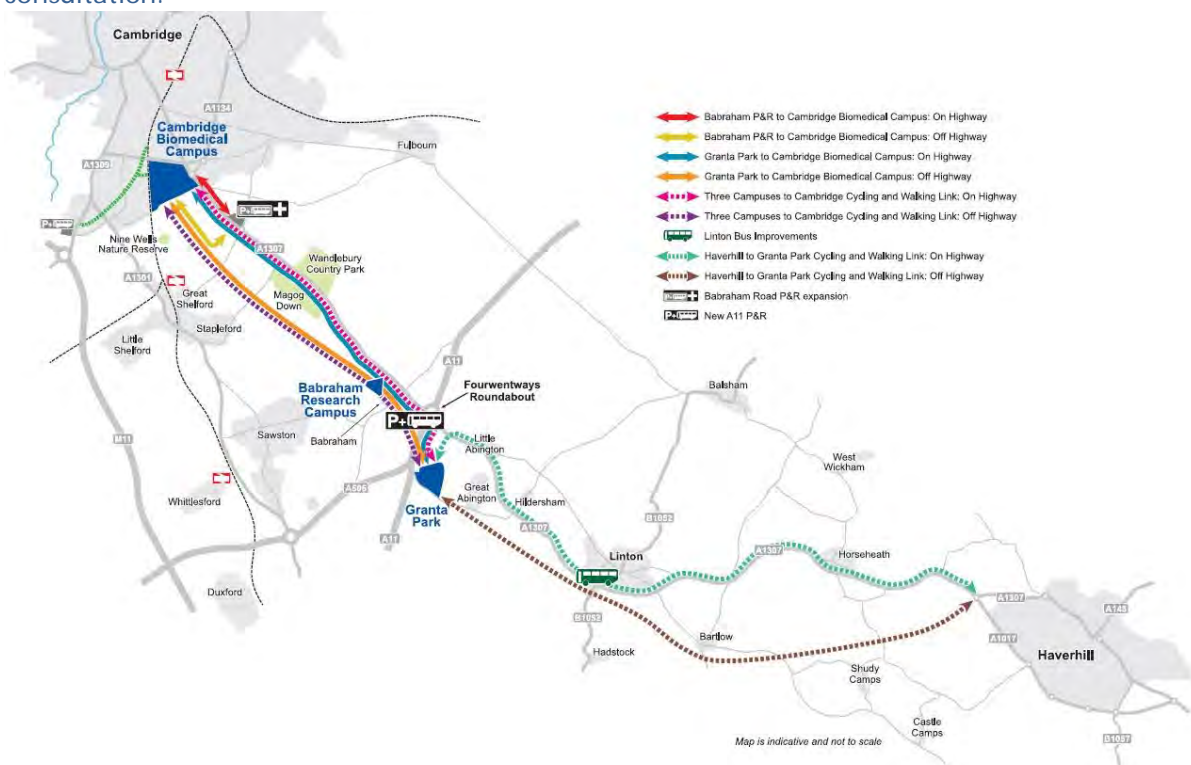 consultation.
Cambridge
A1134
Cambridge
Biomedical
Campus
Fulbourn
A1309
P+
Nine Wells
Nature Reserve
A1307
Wandlebury
Country Park
A1301
Great
Shelford
Magog
Down
Stapleford
Little
Shelford
A11
Babraham
Research
Campus
Fourwentways
Roundabout
P+
Babraham
Sawston
M11
Little
Abington
Whittlesford
A505
Great
Abington
Hildersham
Granta
Park
A11
A1307
Duxford
Balsham
West
Wickham
B1052
Linton
A1307
Horseheath
B1052
Hadstock
Bartlow
Shudy
Camps
Castle
Camps
A1307
A1017
Haverhill
B1057
Babraham P&R to Cambridge Biomedical Campus: On Highway
Babraham P&R to Cambridge Biomedical Campus: Off Highway
Granta Park to Cambridge Biomedical Campus: On Highway
Granta Park to Cambridge Biomedical Campus: Off Highway
Three Campuses to Cambridge Cycling and Walking Link: On Highway
Three Campuses to Cambridge Cycling and Walking Link: Off Highway
Linton Bus Improvements
Haverhill to Granta Park Cycling and Walking Link: On Highway
Haverhill to Granta Park Cycling and Walking Link: Off Highway
Babraham Road P&R expansion
P+
New A11 P&R
Map is indicative and not to scale